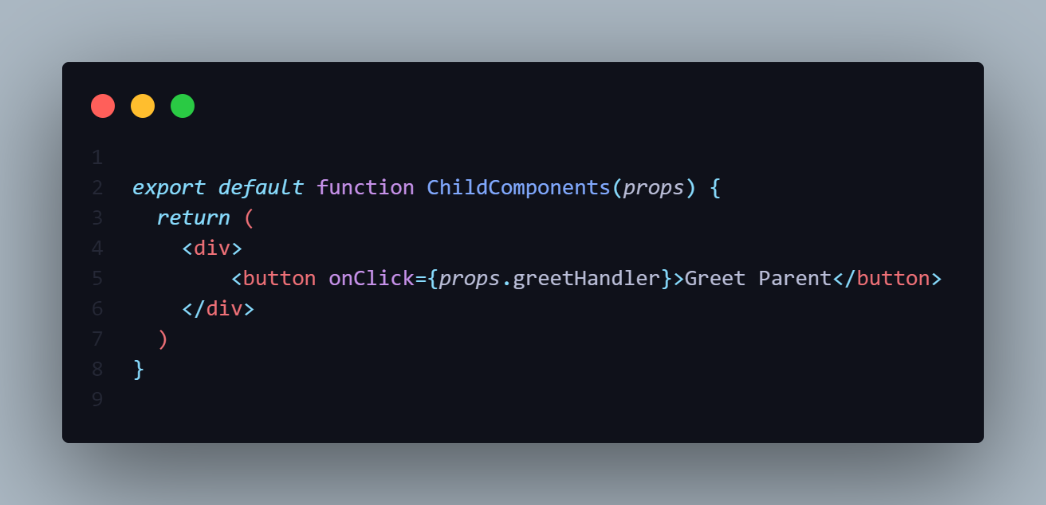 1
2 export default function ChildComponents(props) {
3   return (
4     <div>
5         <button onClick={props.greetHandler}>Greet Parent</button>
6     </div>
7   )
8 }
9